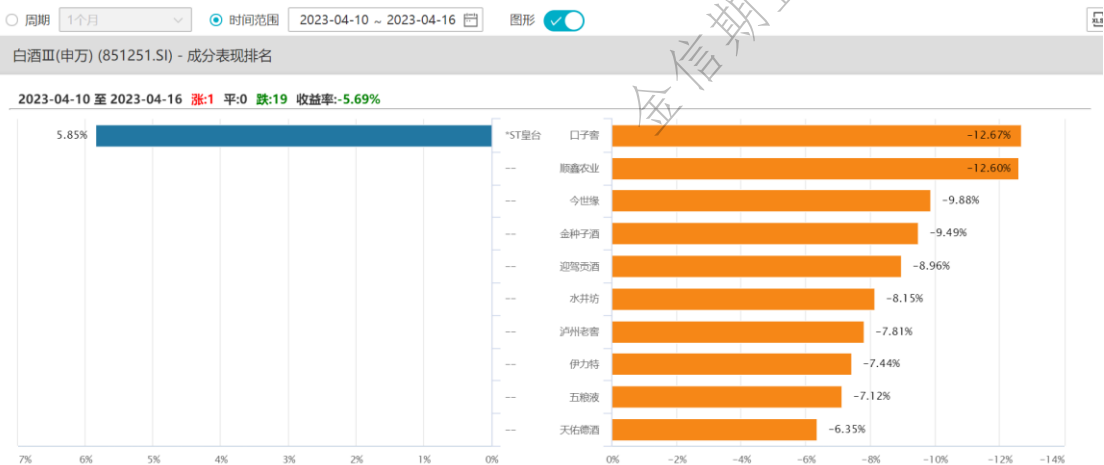 周期 1个月 时间范围 2023-04-10 ~ 2023-04-16 图形
白酒Ⅲ(申万) (851251.SI) - 成分表现排名
2023-04-10 至 2023-04-16 涨:1 平:0 跌:19 收益率:-5.69%
5.85% *ST皇台 口子窖 -12.67%
-- 顺鑫农业 -12.60%
-- 今世缘 -9.88%
-- 金种子酒 -9.49%
-- 迎驾贡酒 -8.96%
-- 水井坊 -8.15%
-- 泸州老窖 -7.81%
-- 伊力特 -7.44%
-- 五粮液 -7.12%
-- 天佑德酒 -6.35%
7% 6% 5% 4% 3% 2% 1% 0% 0% -2% -4% -6% -8% -10% -12% -14%
金信期